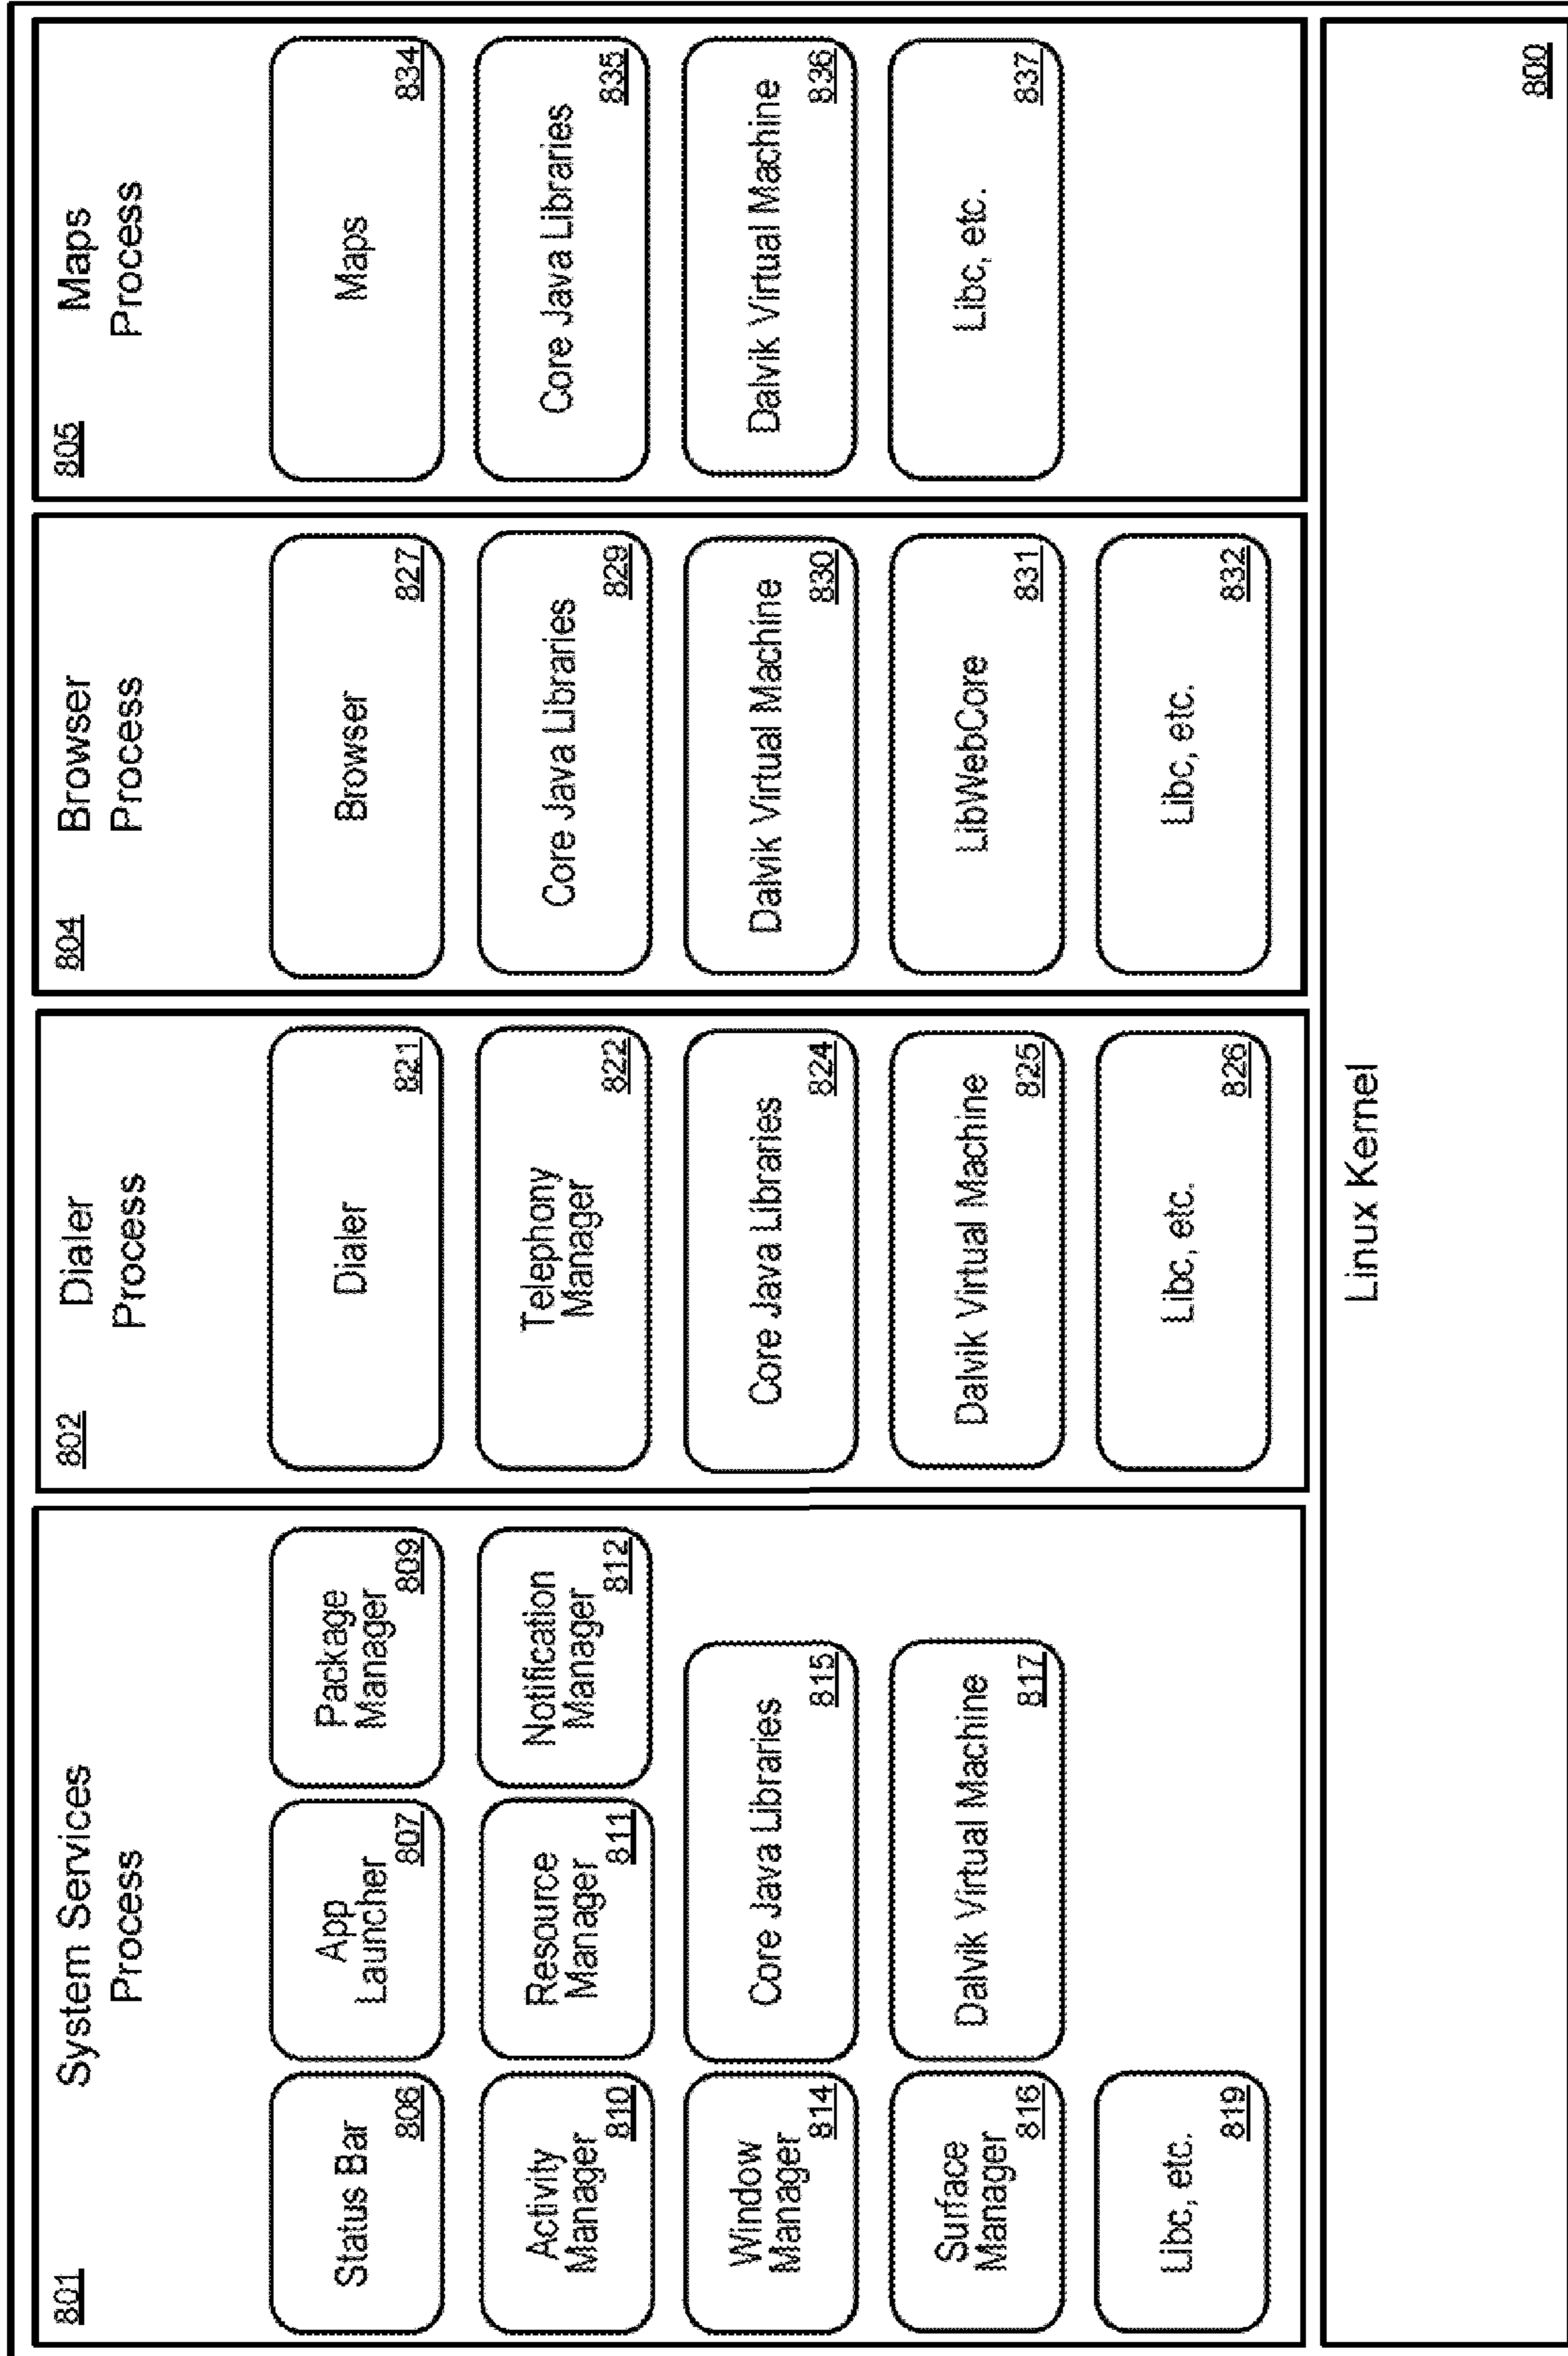 801
System Services
Process
Status Bar
806
App
Launcher
807
Package
Manager
809
Activity
Manager
810
Resource
Manager
811
Notification
Manager
812
Window
Manager
814
Core Java Libraries
815
Surface
Manager
816
Dalvik Virtual Machine
817
Libc, etc.
819
802
Dialer
Process
Dialer
821
Telephony
Manager
822
Core Java Libraries
824
Dalvik Virtual Machine
825
Libc, etc.
826
804
Browser
Process
Browser
827
Core Java Libraries
829
Dalvik Virtual Machine
830
LibWebCore
831
Libc, etc.
832
805
Maps
Process
Maps
834
Core Java Libraries
835
Dalvik Virtual Machine
836
Libc, etc.
837
Linux Kernel
800